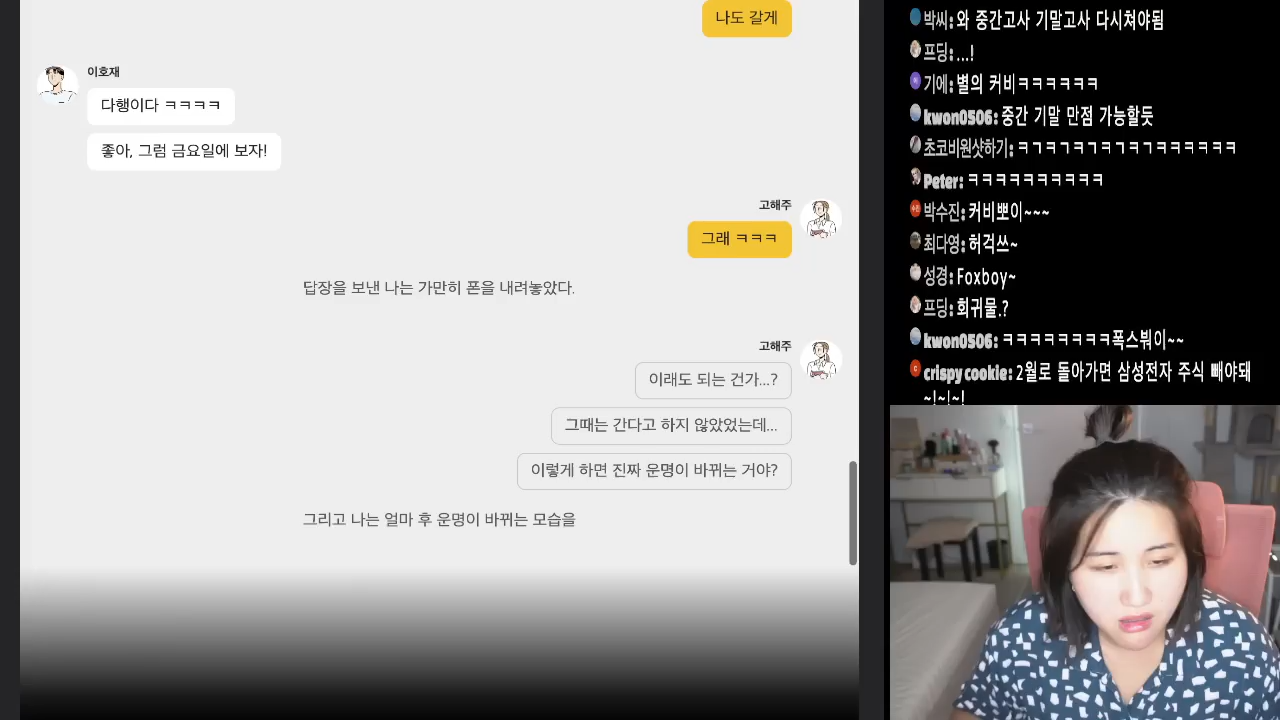 나도 갈게
이호재
다행이다 ㅋㅋㅋㅋ
좋아, 그럼 금요일에 보자!
고해주
그래 ㅋㅋㅋ
답장을 보낸 나는 가만히 폰을 내려놓았다.
고해주
이래도 되는 건가...?
그때는 간다고 하지 않았었는데...
이렇게 하면 진짜 운명이 바뀌는 거야?
그리고 나는 얼마 후 운명이 바뀌는 모습을
박씨: 와 중간고사 기말고사 다시쳐야됨
프딩: ...!
기에: 별의 커비ㅋㅋㅋㅋㅋㅋ
kwon0506: 중간 기말 만점 가능할듯
초코비원샷하기: ㅋㄱㅋㄱㅋㄱㅋㄱㅋㄱㅋㅋㅋㅋㅋㅋ
Peter: ㅋㅋㅋㅋㅋㅋㅋㅋㅋㅋ
박수진: 커비뽀이~~~
최다영: 허걱쓰~
성경: Foxboy~
프딩: 회귀물.?
kwon0506: ㅋㅋㅋㅋㅋㅋㅋㅋ폭스뷁이~~
crispy cookie: 2월로 돌아가면 삼성전자 주식 빼야돼
~!~!~!